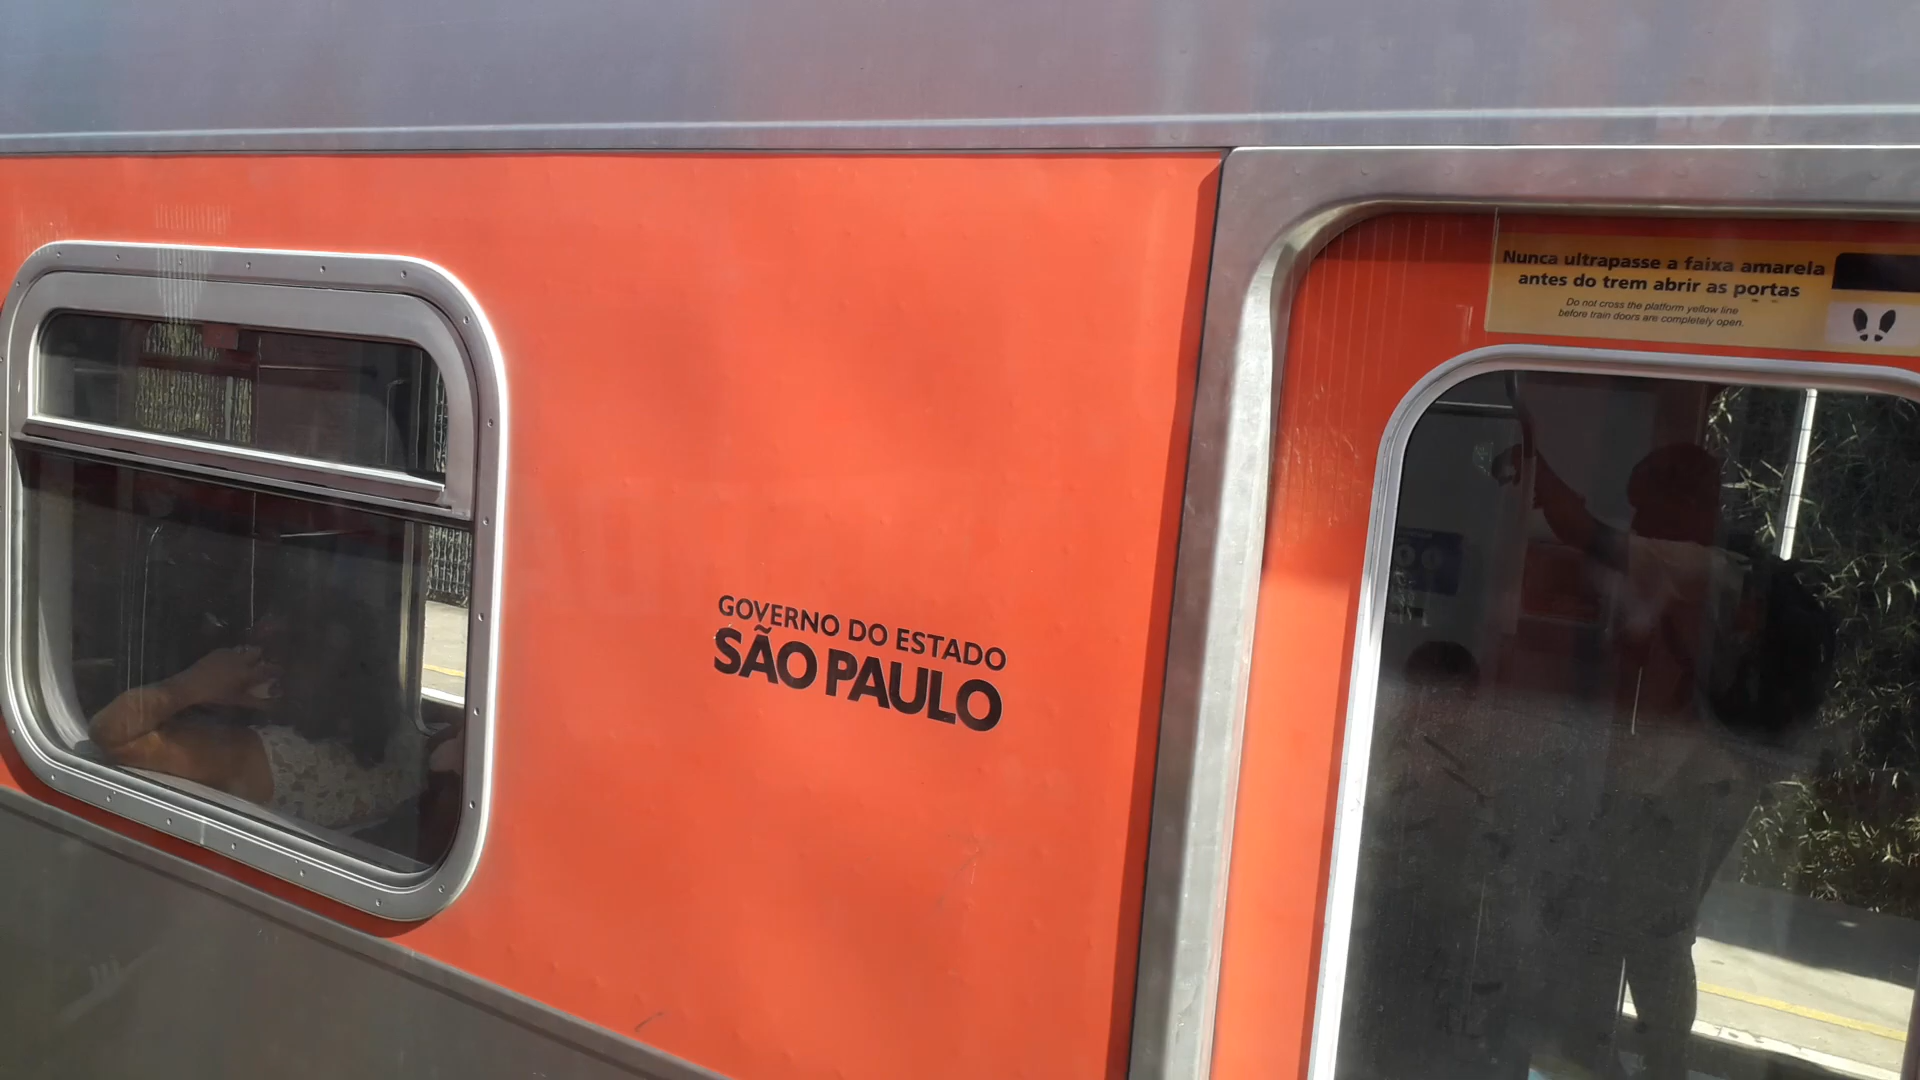 Nunca ultrapasse a faixa amarela
antes do trem abrir as portas
Do not cross the platform yellow line
before train doors are completely open.
GOVERNO DO ESTADO
SÃO PAULO